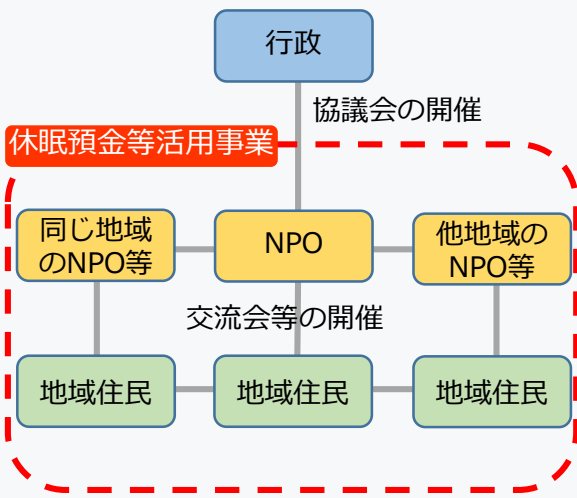 行政
協議会の開催
休眠預金等活用事業
同じ地域
のNPO等
NPO
他地域の
NPO等
交流会等の開催
地域住民
地域住民
地域住民